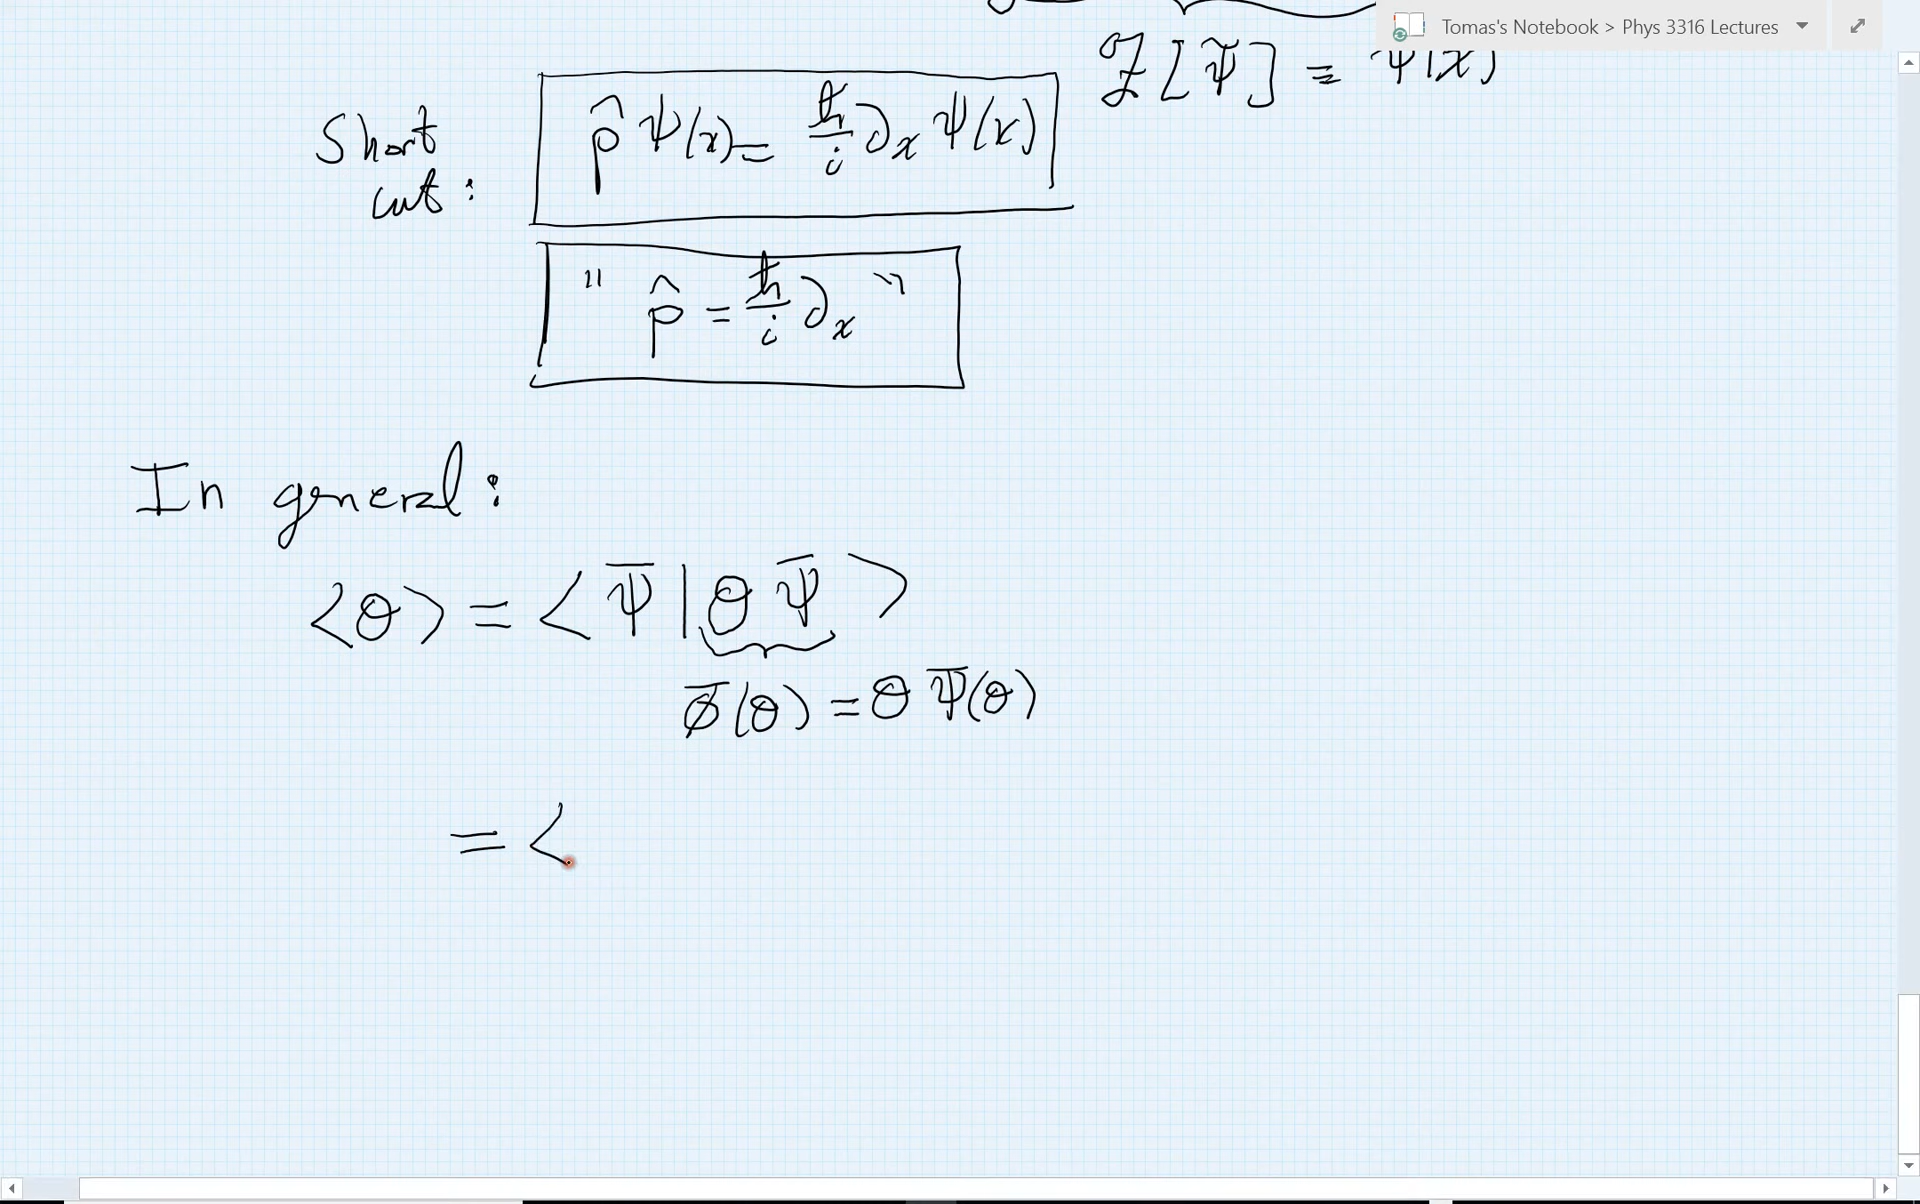 Tomas's Notebook > Phys 3316 Lectures
ℱ[Ψ̃] = Ψ(x)
Short cut: p̂ ψ(x) = ħ/i ∂ₓ ψ(x)
" p̂ = ħ/i ∂ₓ "
In general:
<θ> = <Ψ̅ | θ Ψ̅>
ϕ̅(θ) = θ Ψ̅(θ)
= <